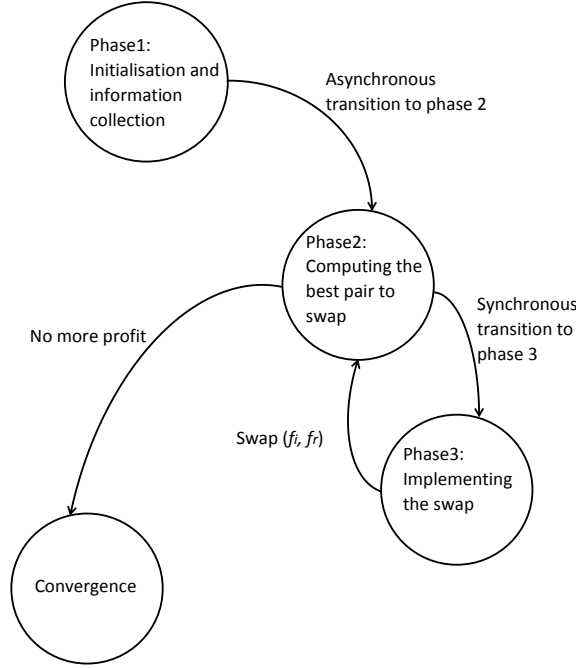 Phase1:
Initialisation and
information
collection
Asynchronous
transition to phase 2
Phase2:
Computing the
best pair to
swap
Synchronous
transition to
phase 3
No more profit
Swap (fi, fr)
Phase3:
Implementing
the swap
Convergence